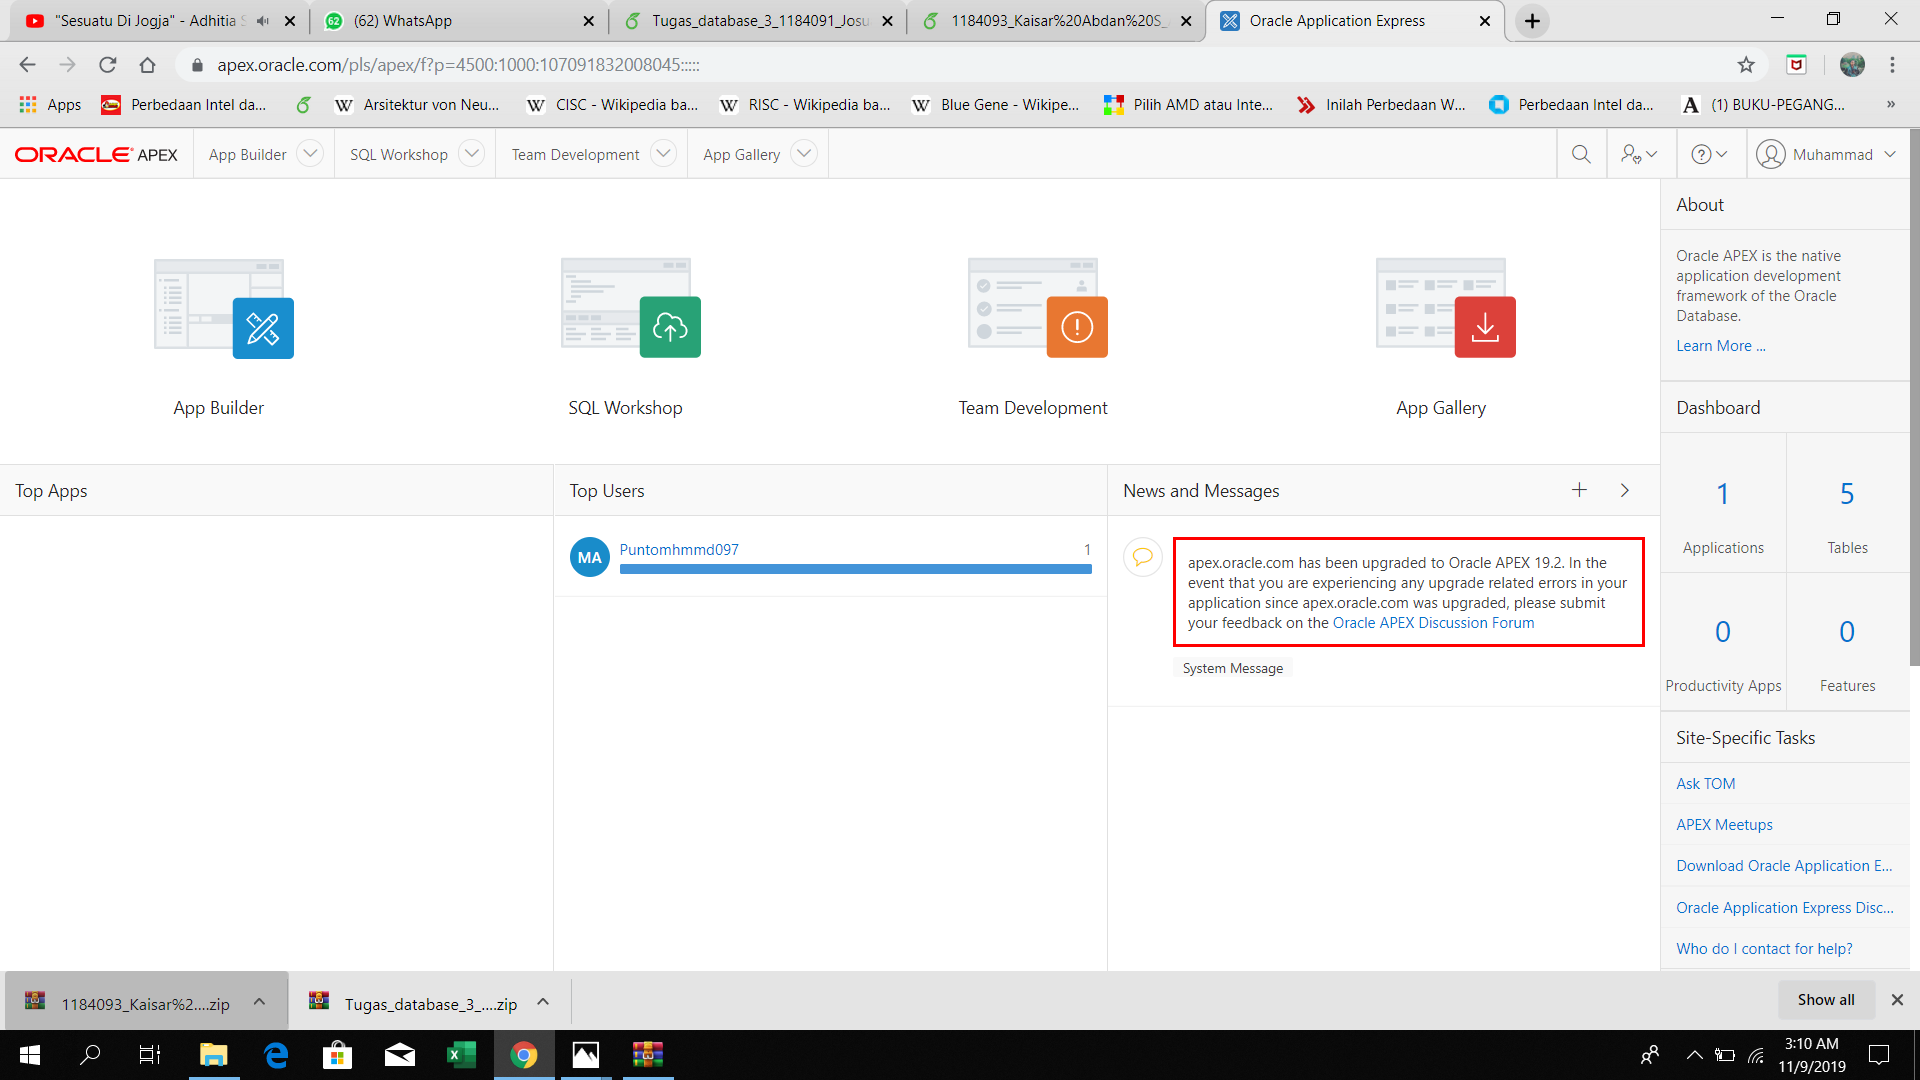 "Sesuatu Di Jogja" - Adhitia S
62 (62) WhatsApp
Tugas_database_3_1184091_Josu
1184093_Kaisar%20Abdan%20S_
Oracle Application Express
apex.oracle.com/pls/apex/f?p=4500:1000:107091832008045:::::
Apps
Perbedaan Intel da...
W Arsitektur von Neu...
W CISC - Wikipedia ba...
W RISC - Wikipedia ba...
W Blue Gene - Wikipe...
Pilih AMD atau Inte...
Inilah Perbedaan W...
Perbedaan Intel da...
A (1) BUKU-PEGANG...
»
ORACLE APEX
App Builder
SQL Workshop
Team Development
App Gallery
Muhammad
App Builder
SQL Workshop
Team Development
App Gallery
About
Oracle APEX is the native
application development
framework of the Oracle
Database.
Learn More ...
Dashboard
1
Applications
5
Tables
0
Productivity Apps
0
Features
Top Apps
Top Users
MA
Puntomhmmd097
1
News and Messages
apex.oracle.com has been upgraded to Oracle APEX 19.2. In the
event that you are experiencing any upgrade related errors in your
application since apex.oracle.com was upgraded, please submit
your feedback on the Oracle APEX Discussion Forum
System Message
Site-Specific Tasks
Ask TOM
APEX Meetups
Download Oracle Application E...
Oracle Application Express Disc...
Who do I contact for help?
1184093_Kaisar%2....zip
Tugas_database_3_....zip
Show all
3:10 AM
11/9/2019